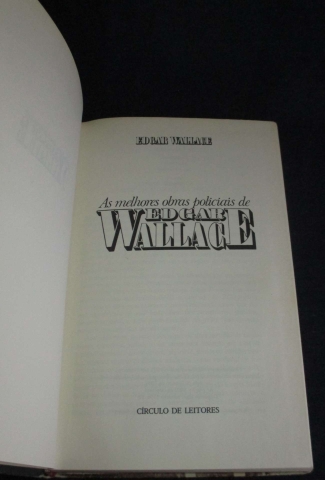 EDGAR WALLACE
As melhores obras policiais de
EDGAR
WALLACE
CÍRCULO DE LEITORES